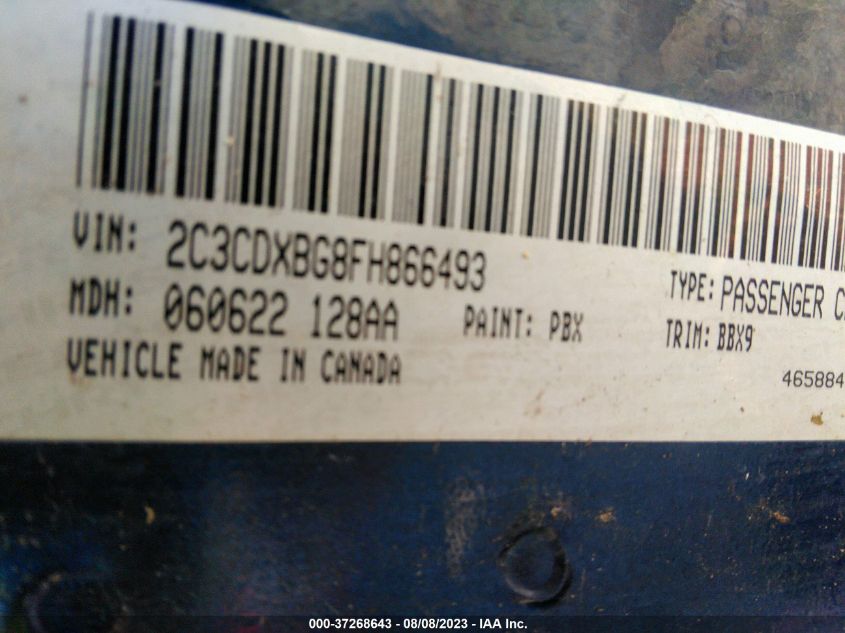 VIN: 2C3CDXBG8FH866493
TYPE: PASSENGER C
MDH: 060622 128AA
PAINT: PBX
TRIM: BBX9
VEHICLE MADE IN CANADA
465884
000-37268643 - 08/08/2023 - IAA Inc.